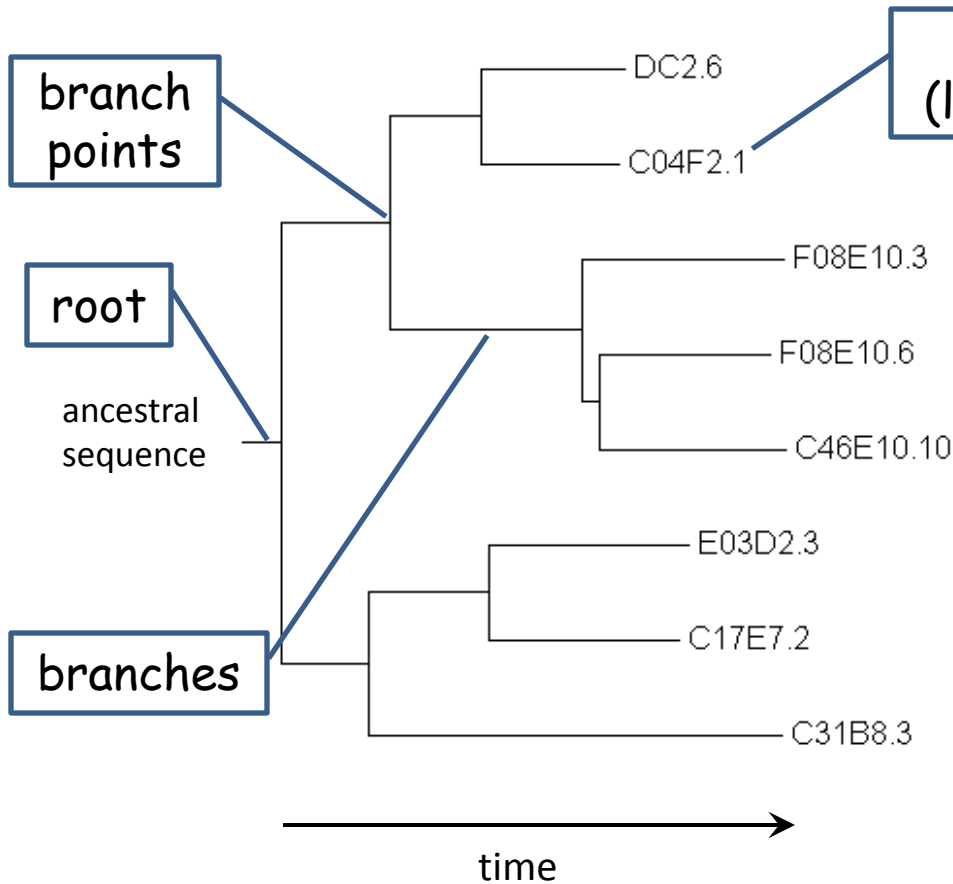 branch
points
root
ancestral
sequence
branches
(l
DC2.6
C04F2.1
F08E10.3
F08E10.6
C46E10.10
E03D2.3
C17E7.2
C31B8.3
time